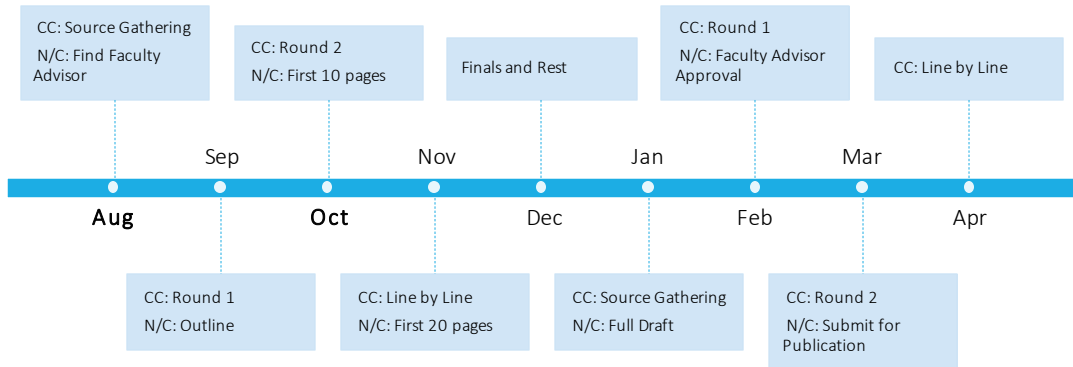 CC: Source Gathering
N/C: Find Faculty
Advisor
CC: Round 2
N/C: First 10 pages
Finals and Rest
CC: Round 1
N/C: Faculty Advisor
Approval
CC: Line by Line
Sep
Nov
Jan
Mar
Aug
Oct
Dec
Feb
Apr
CC: Round 1
N/C: Outline
CC: Line by Line
N/C: First 20 pages
CC: Source Gathering
N/C: Full Draft
CC: Round 2
N/C: Submit for
Publication